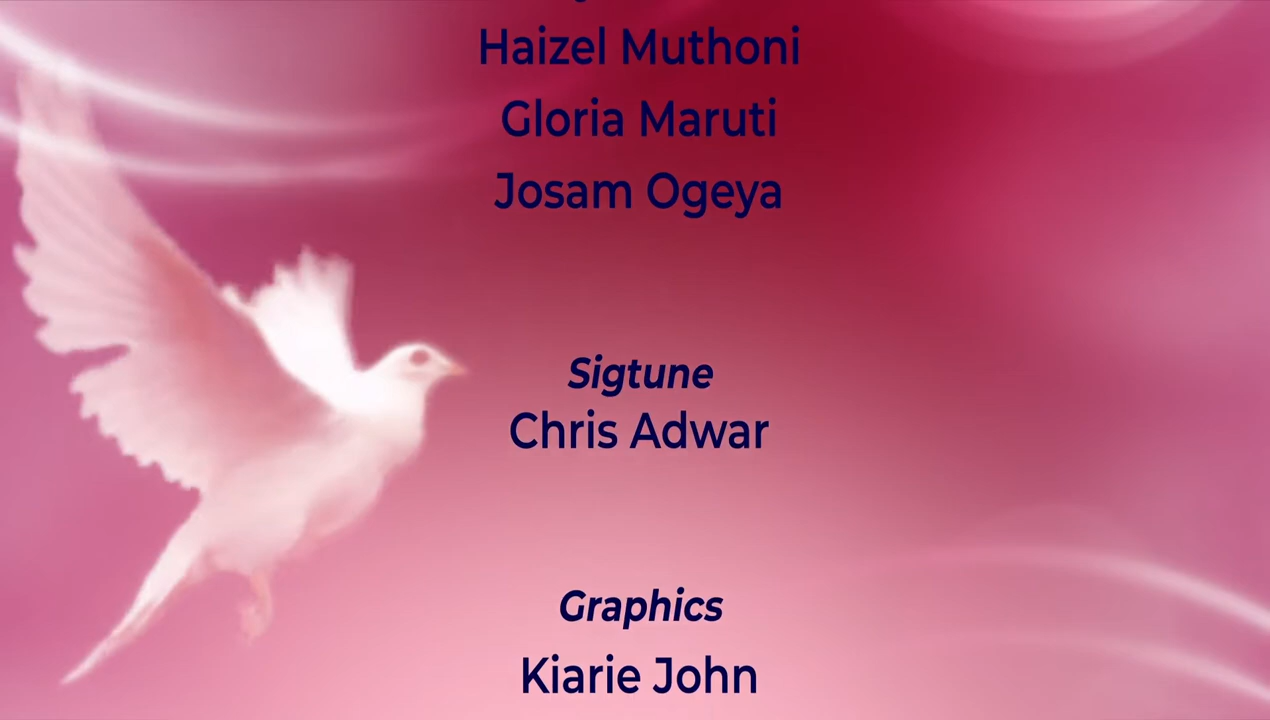 Haizel Muthoni
Gloria Maruti
Josam Ogeya
Sigtune
Chris Adwar
Graphics
Kiarie John